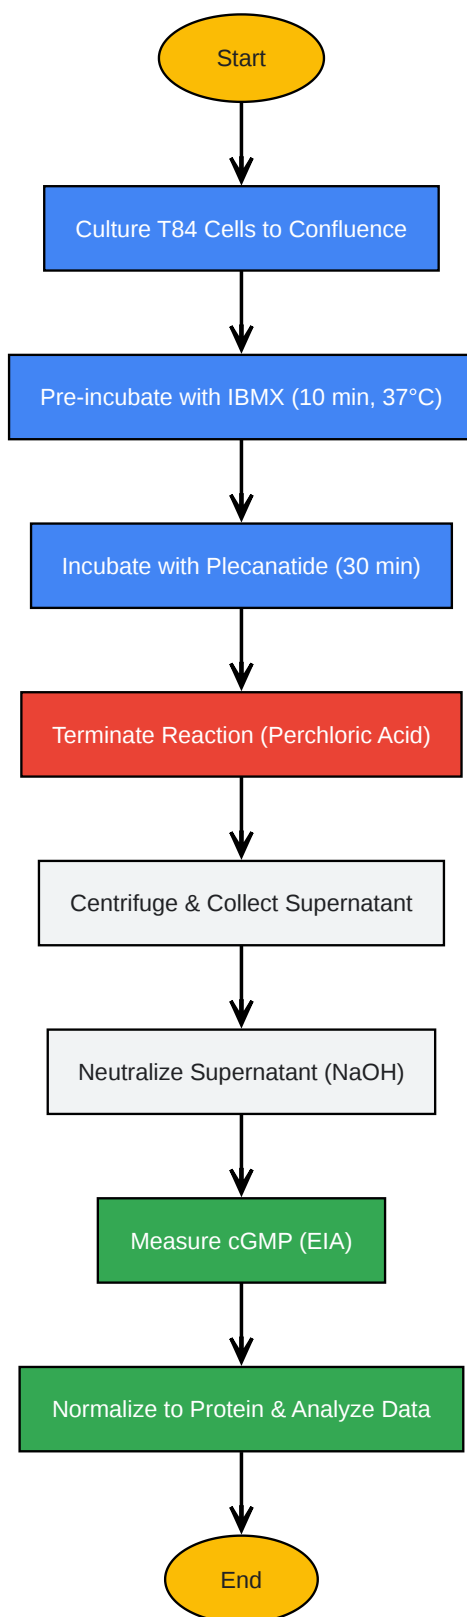 Start
Culture T84 Cells to Confluence
Pre-incubate with IBMX (10 min, 37°C)
Incubate with Plecanatide (30 min)
Terminate Reaction (Perchloric Acid)
Centrifuge & Collect Supernatant
Neutralize Supernatant (NaOH)
Measure cGMP (EIA)
Normalize to Protein & Analyze Data
End